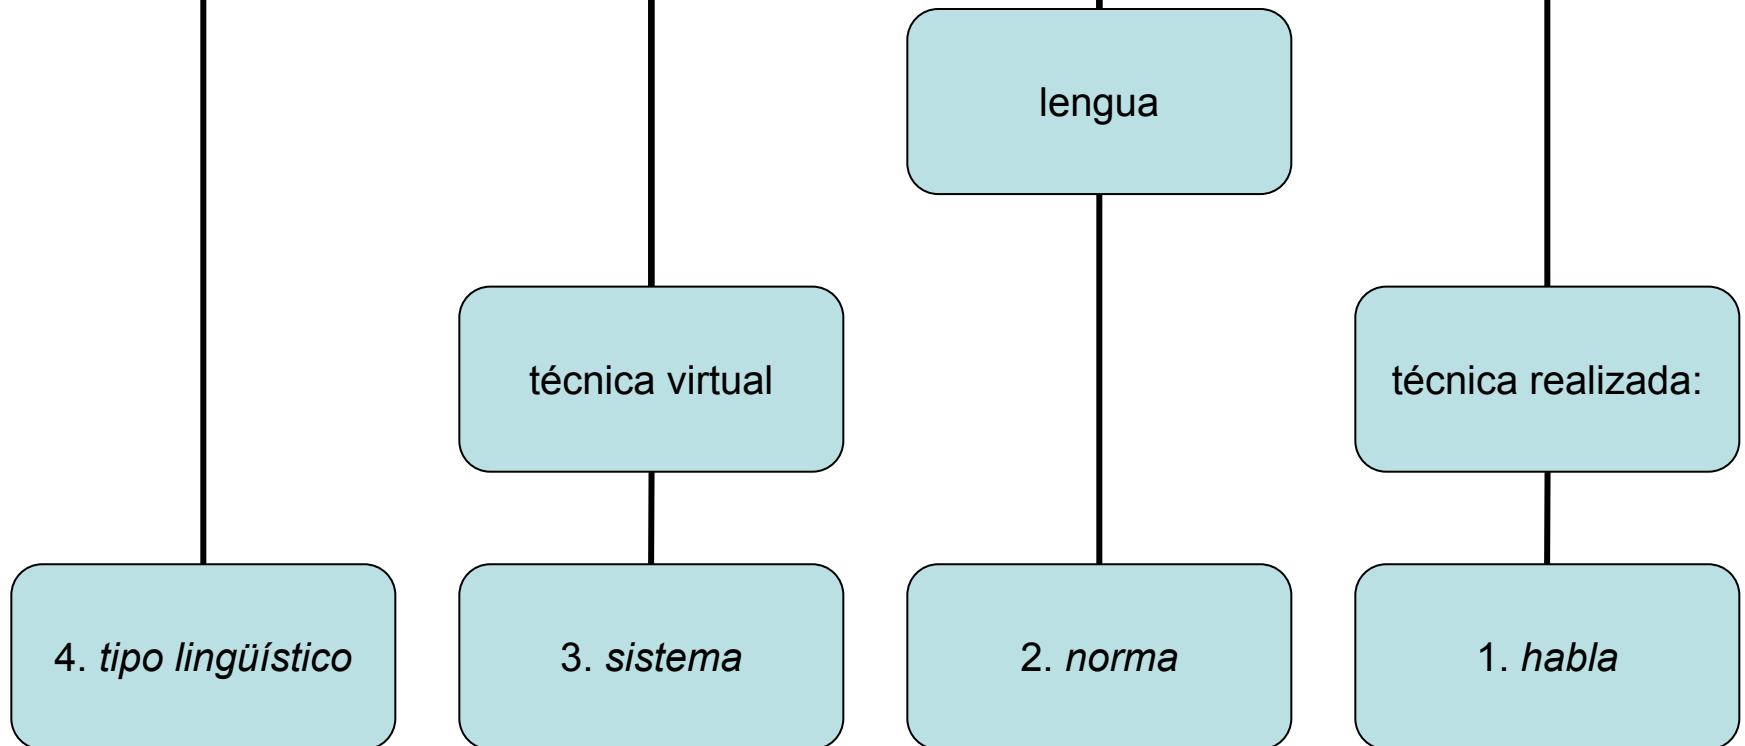 lengua
técnica virtual
técnica realizada:
4. tipo lingüístico
3. sistema
2. norma
1. habla